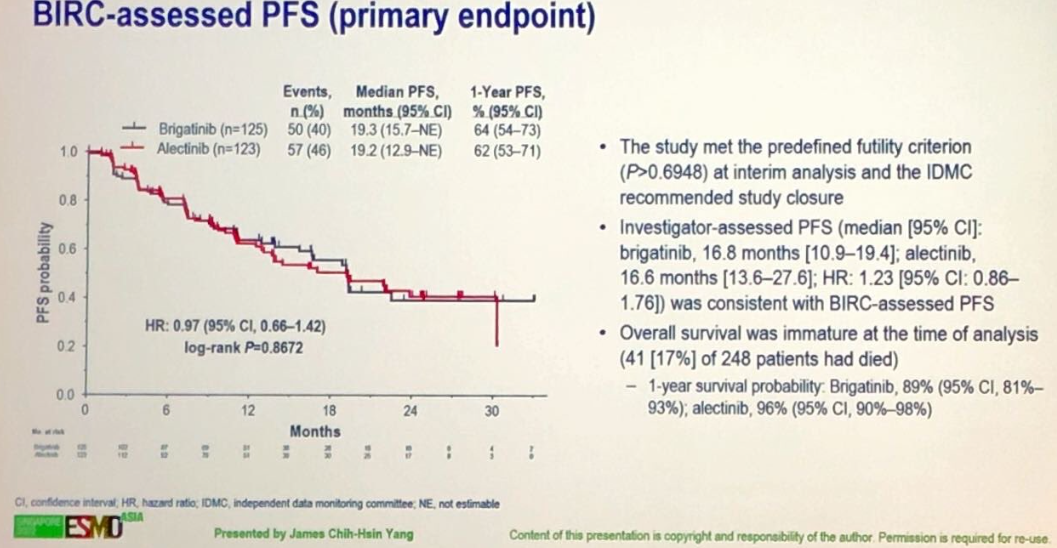 BIRC-assessed PFS (primary endpoint)
Events, Median PFS, 1-Year PFS,
n (%) months (95% CI) % (95% CI)
Brigatinib (n=125) 50 (40) 19.3 (15.7–NE) 64 (54–73)
Alectinib (n=123) 57 (46) 19.2 (12.9–NE) 62 (53–71)
1.0
0.8
0.6
0.4
0.2
0.0
PFS probability
HR: 0.97 (95% CI, 0.66–1.42)
log-rank P=0.8672
0 6 12 18 24 30
Months
No. at risk
Brigatinib
Alectinib
• The study met the predefined futility criterion
(P>0.6948) at interim analysis and the IDMC
recommended study closure
• Investigator-assessed PFS (median [95% CI]:
brigatinib, 16.8 months [10.9–19.4]; alectinib,
16.6 months [13.6–27.6]; HR: 1.23 [95% CI: 0.86–
1.76]) was consistent with BIRC-assessed PFS
• Overall survival was immature at the time of analysis
(41 [17%] of 248 patients had died)
– 1-year survival probability: Brigatinib, 89% (95% CI, 81%–
93%); alectinib, 96% (95% CI, 90%–98%)
CI, confidence interval; HR, hazard ratio; IDMC, independent data monitoring committee; NE, not estimable
SINGAPORE
ESMO ASIA
Presented by James Chih-Hsin Yang
Content of this presentation is copyright and responsibility of the author. Permission is required for re-use.